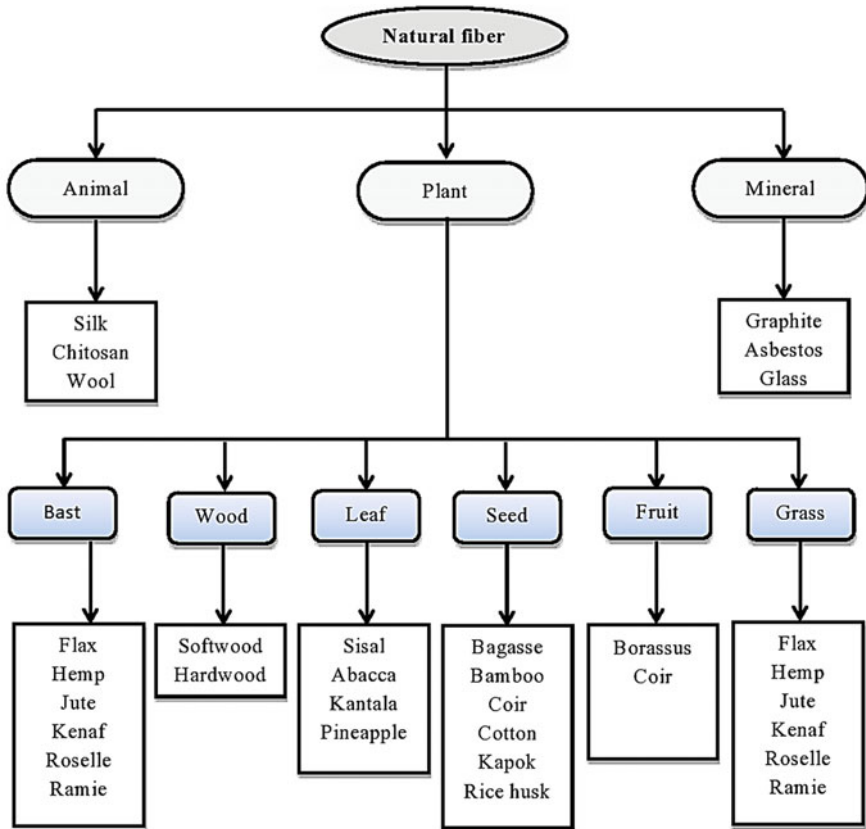 Natural fiber
Animal
Plant
Mineral
Silk
Chitosan
Wool
Graphite
Asbestos
Glass
Bast
Wood
Leaf
Seed
Fruit
Grass
Flax
Hemp
Jute
Kenaf
Roselle
Ramie
Softwood
Hardwood
Sisal
Abacca
Kantala
Pineapple
Bagasse
Bamboo
Coir
Cotton
Kapok
Rice husk
Borassus
Coir
Flax
Hemp
Jute
Kenaf
Roselle
Ramie